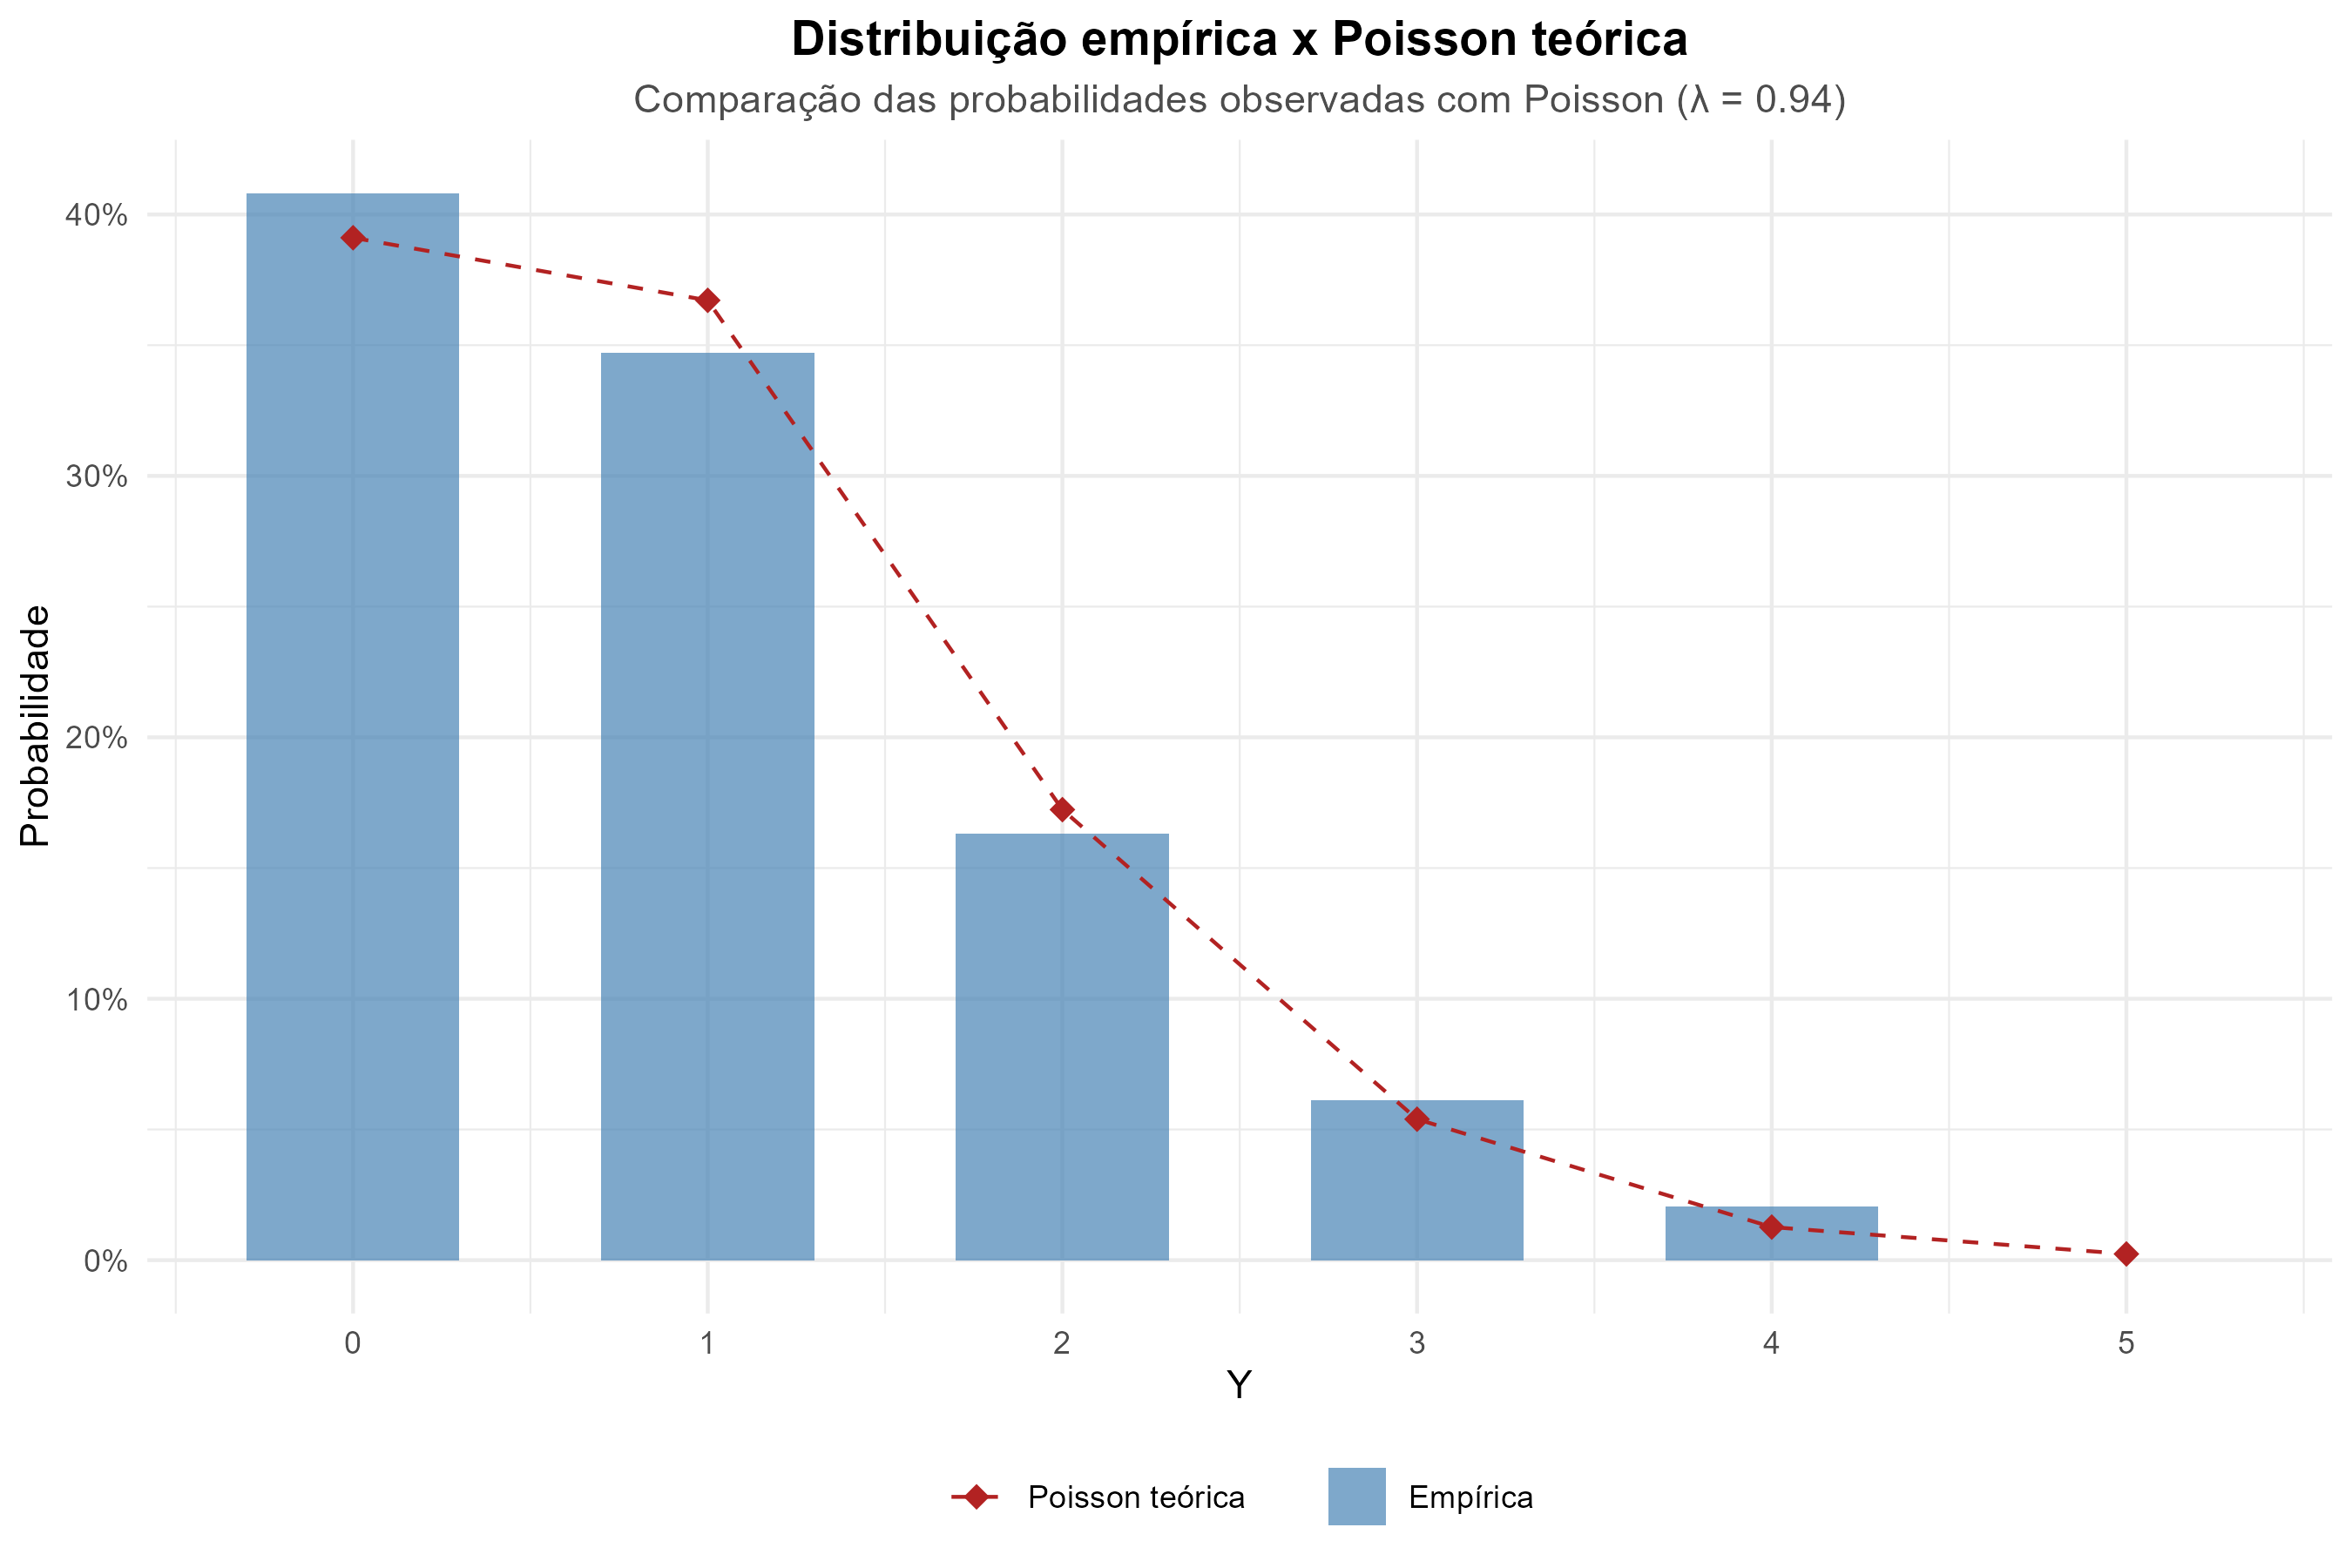 Distribuição empírica x Poisson teórica
Comparação das probabilidades observadas com Poisson (λ = 0.94)
Probabilidade
40%
30%
20%
10%
0%
0 1 2 3 4 5
Y
Poisson teórica Empírica